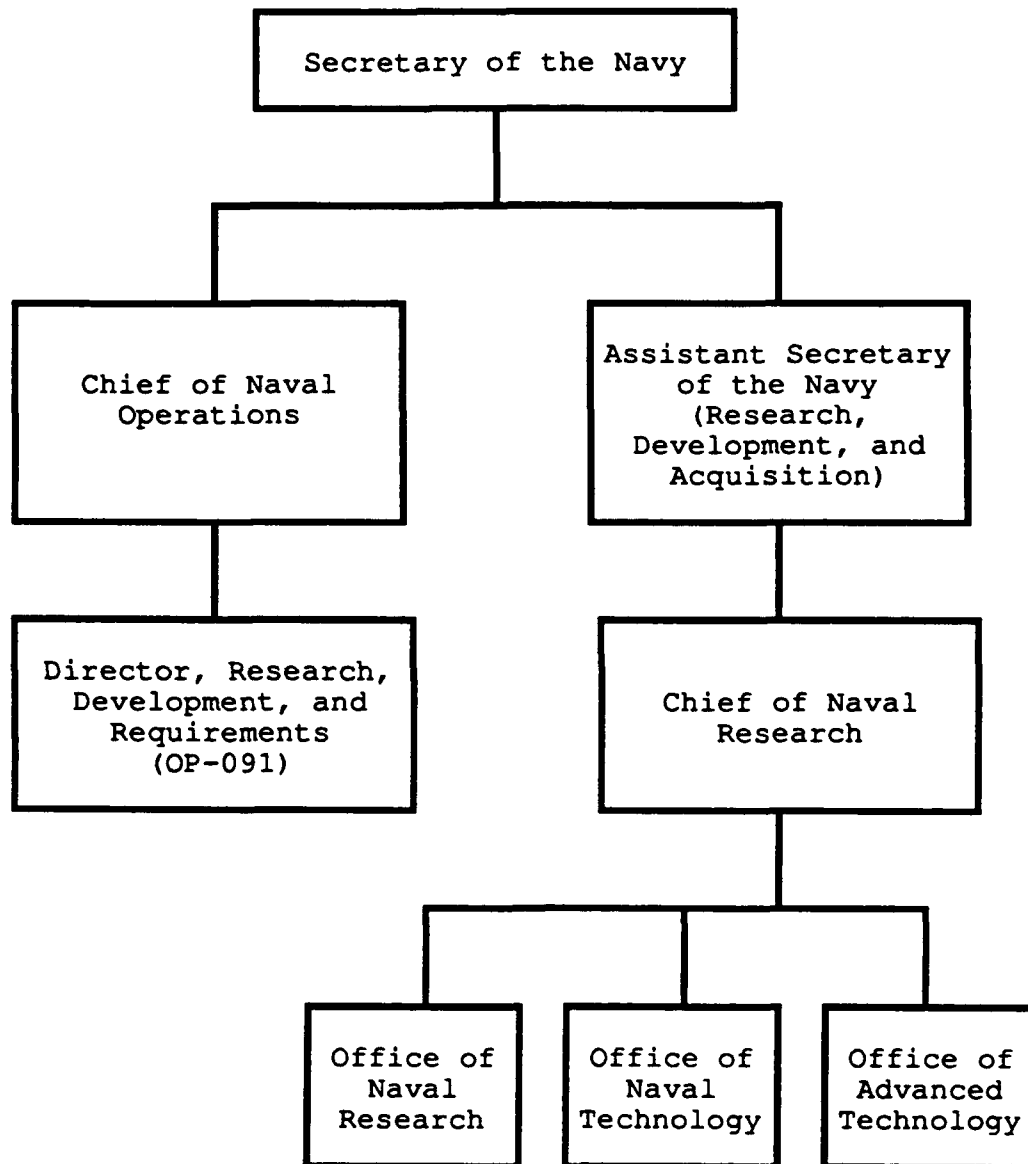 Secretary of the Navy
Chief of Naval
Operations
Assistant Secretary
of the Navy
(Research,
Development, and
Acquisition)
Director, Research,
Development, and
Requirements
(OP-091)
Chief of Naval
Research
Office of
Naval
Research
Office of
Naval
Technology
Office of
Advanced
Technology